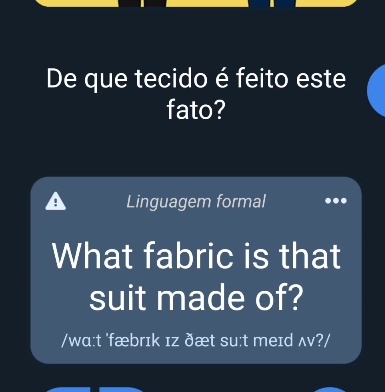 De que tecido é feito este
fato?
Linguagem formal
What fabric is that
suit made of?
/wɑːt ˈfæbrɪk ɪz ðæt suːt meɪd ʌv?/